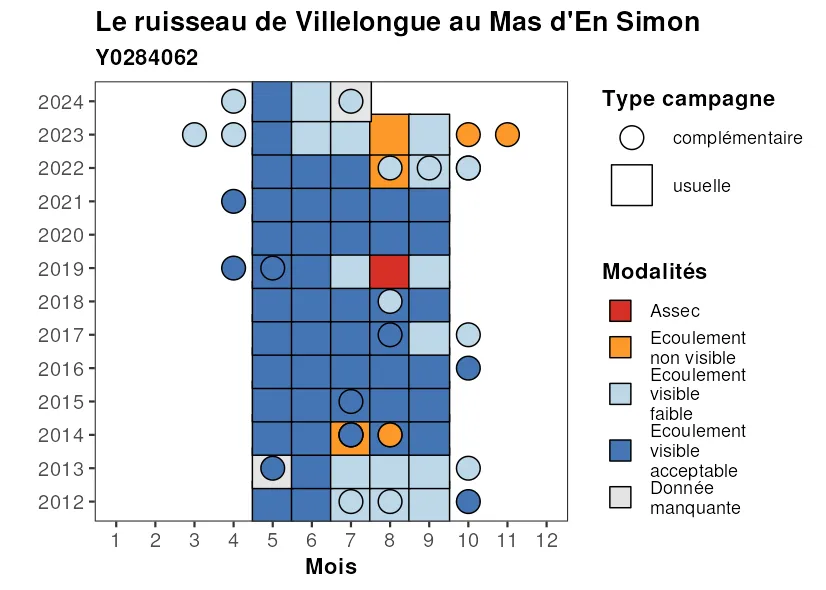 Le ruisseau de Villelongue au Mas d'En Simon
Y0284062
2024
2023
2022
2021
2020
2019
2018
2017
2016
2015
2014
2013
2012
1 2 3 4 5 6 7 8 9 10 11 12
Mois
Type campagne
complémentaire
usuelle
Modalités
Assec
Ecoulement
non visible
Ecoulement
visible
faible
Ecoulement
visible
acceptable
Donnée
manquante